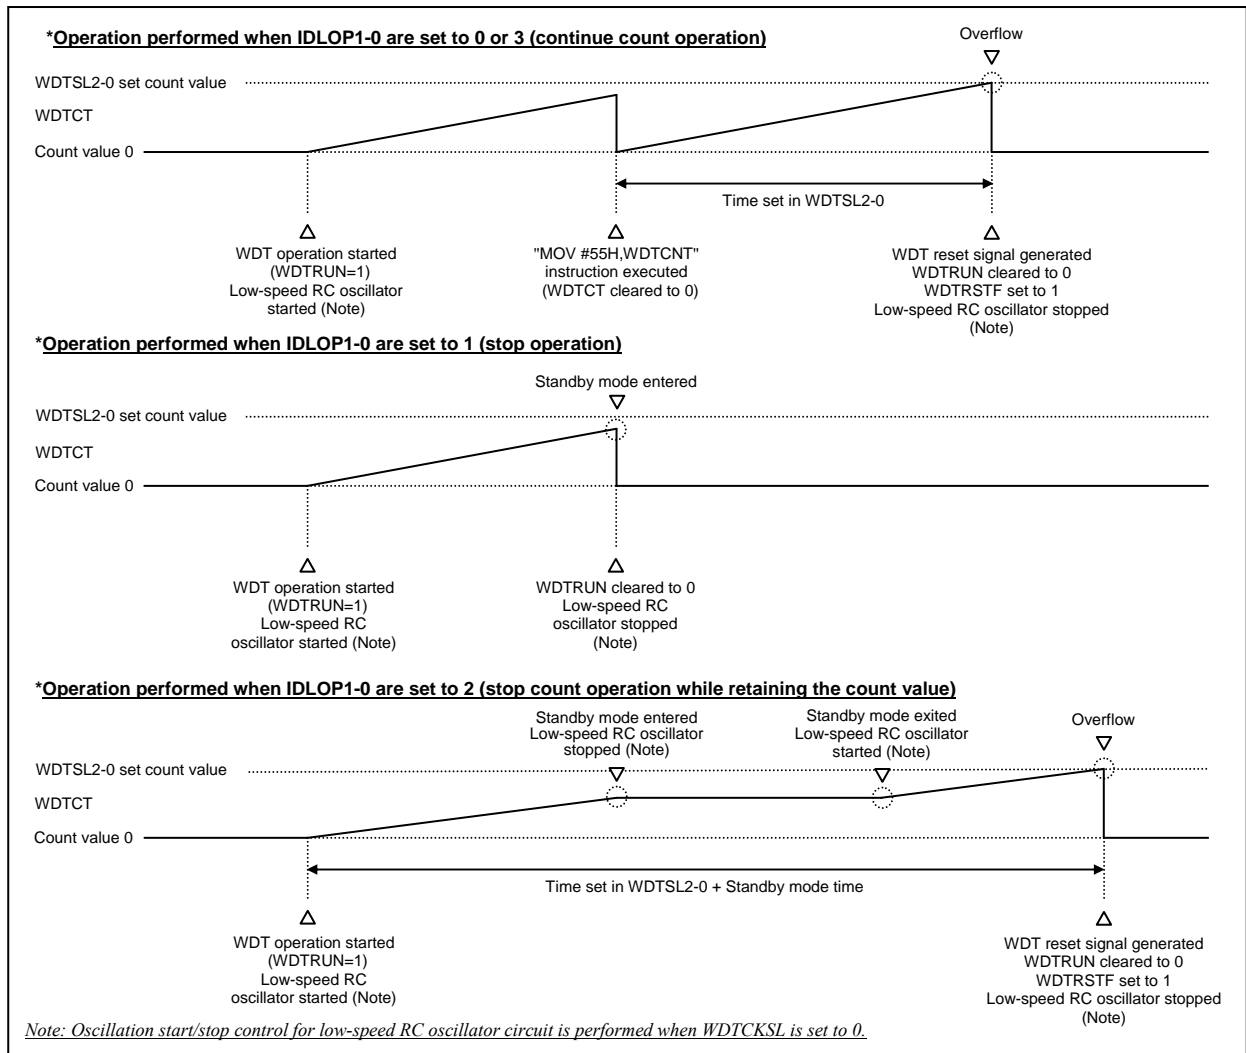 *Operation performed when IDLOP1-0 are set to 0 or 3 (continue count operation)
Overflow
WDTSL2-0 set count value
WDTCT
Count value 0
Time set in WDTSL2-0
WDT operation started
(WDTRUN=1)
Low-speed RC oscillator
started (Note)
"MOV #55H,WDTCNT"
instruction executed
(WDTCT cleared to 0)
WDT reset signal generated
WDTRUN cleared to 0
WDTRSTF set to 1
Low-speed RC oscillator stopped
(Note)
*Operation performed when IDLOP1-0 are set to 1 (stop operation)
Standby mode entered
WDTSL2-0 set count value
WDTCT
Count value 0
WDT operation started
(WDTRUN=1)
Low-speed RC
oscillator started (Note)
WDTRUN cleared to 0
Low-speed RC
oscillator stopped
(Note)
*Operation performed when IDLOP1-0 are set to 2 (stop count operation while retaining the count value)
Standby mode entered
Low-speed RC oscillator
stopped (Note)
Standby mode exited
Low-speed RC oscillator
started (Note)
Overflow
WDTSL2-0 set count value
WDTCT
Count value 0
Time set in WDTSL2-0 + Standby mode time
WDT operation started
(WDTRUN=1)
Low-speed RC
oscillator started (Note)
WDT reset signal generated
WDTRUN cleared to 0
WDTRSTF set to 1
Low-speed RC oscillator stopped
(Note)
Note: Oscillation start/stop control for low-speed RC oscillator circuit is performed when WDTCKSL is set to 0.